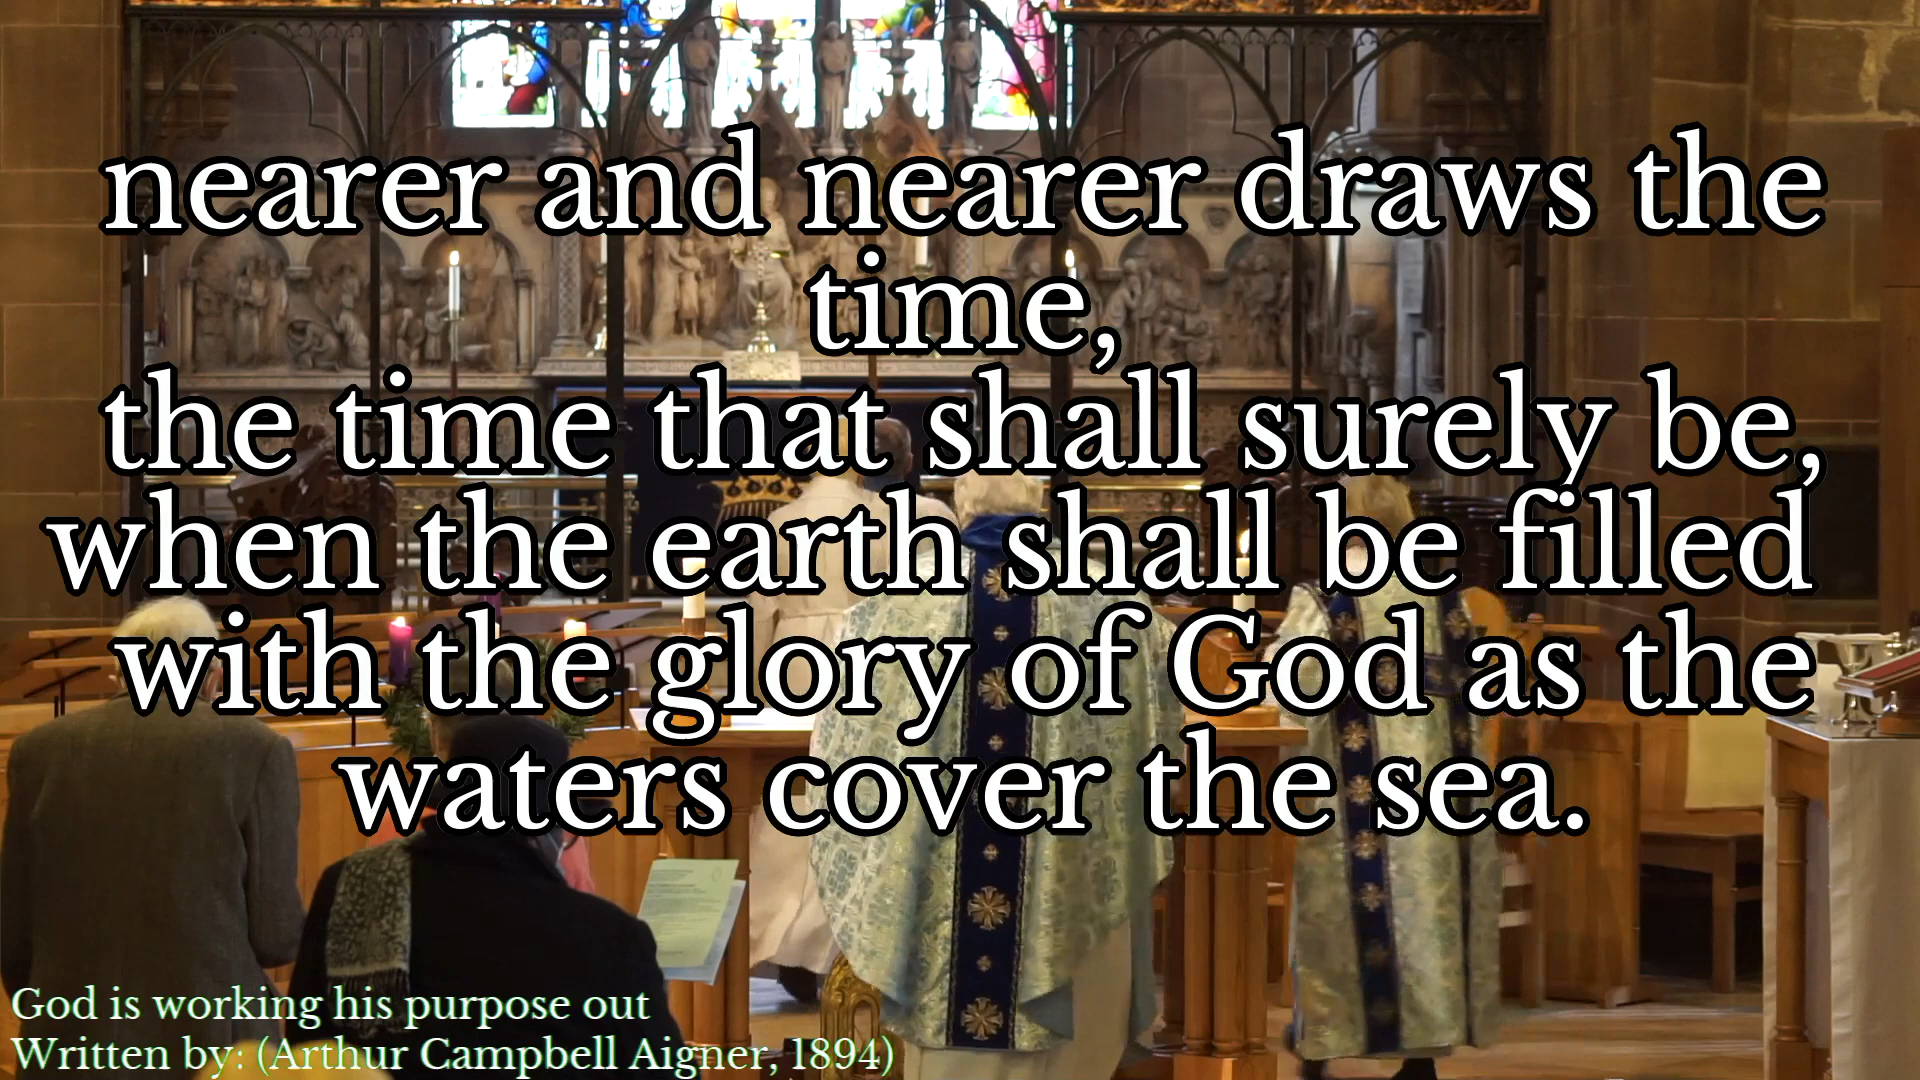 nearer and nearer draws the
time,
the time that shall surely be,
when the earth shall be filled
with the glory of God as the
waters cover the sea.
God is working his purpose out
Written by: (Arthur Campbell Aigner, 1894)